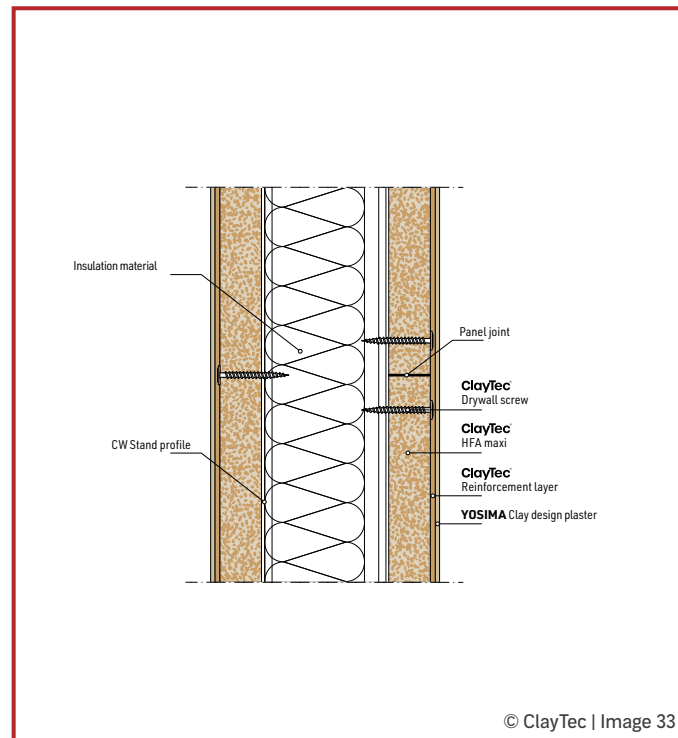 Insulation material
Panel joint
ClayTec
Drywall screw
ClayTec
HFA maxi
CW Stand profile
ClayTec
Reinforcement layer
YOSIMA Clay design plaster
© ClayTec | Image 33